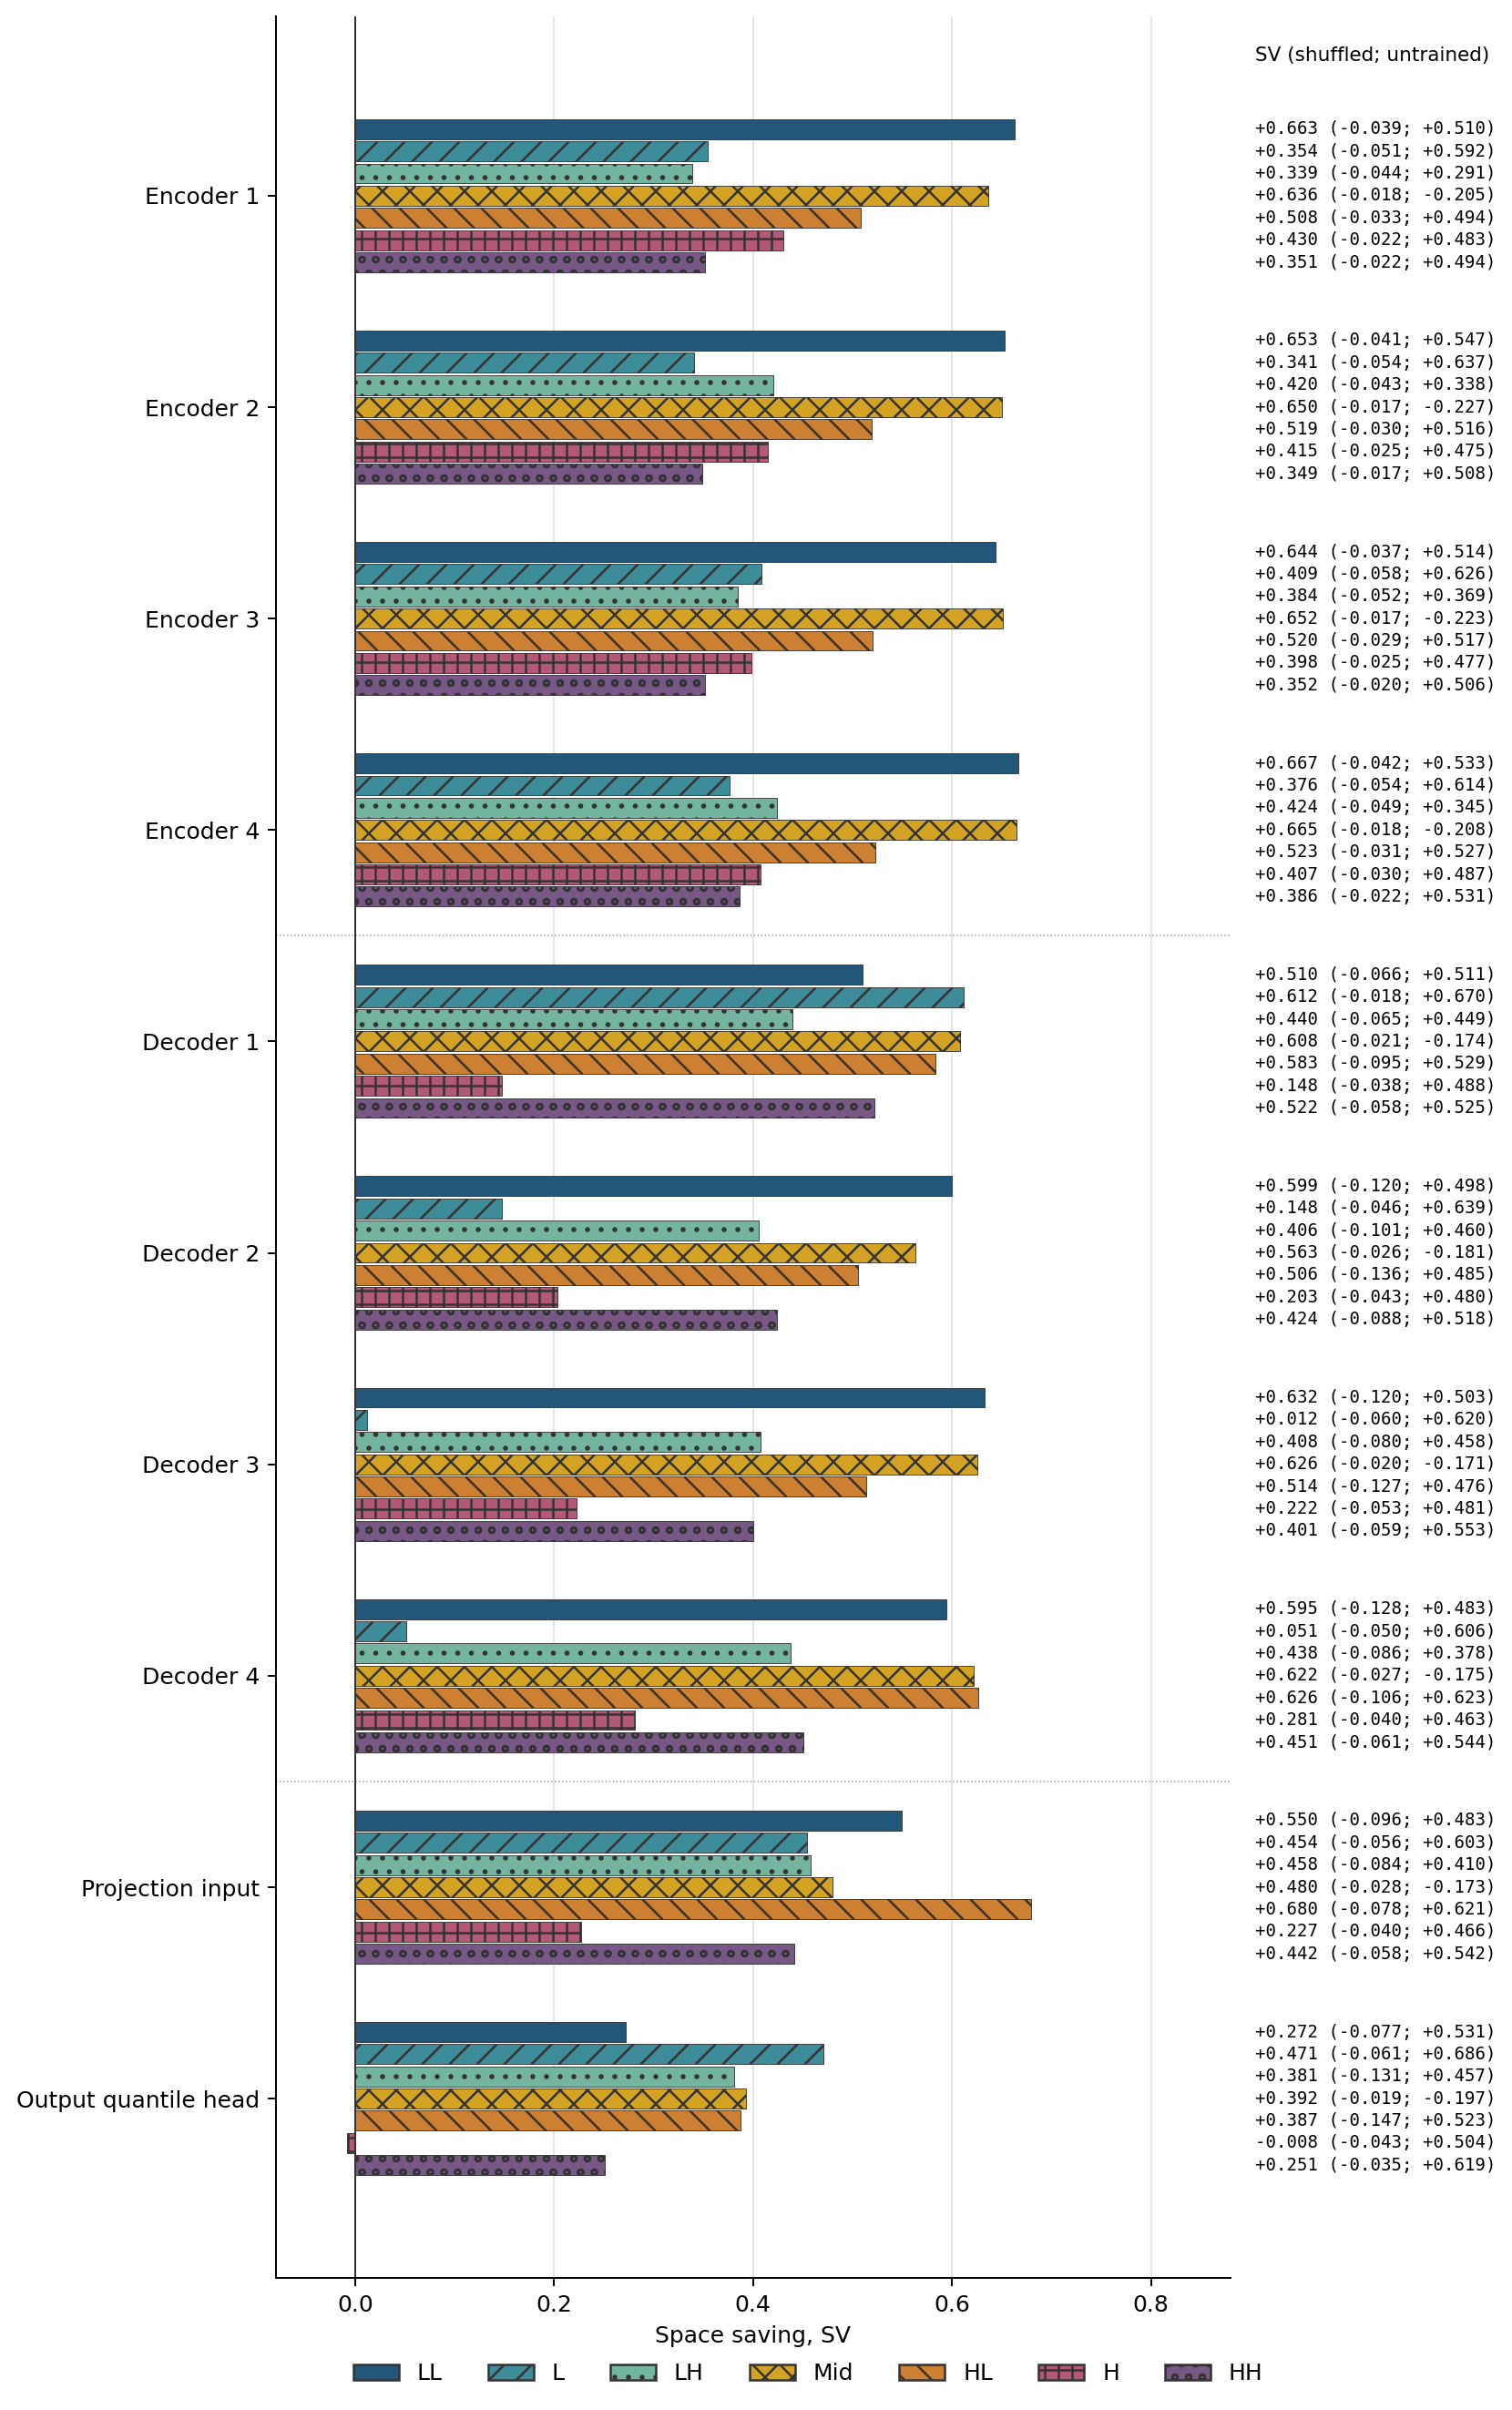 SV (shuffled; untrained)
Encoder 1
+0.663 (-0.039; +0.510)
+0.354 (-0.051; +0.592)
+0.339 (-0.044; +0.291)
+0.636 (-0.018; -0.205)
+0.508 (-0.033; +0.494)
+0.430 (-0.022; +0.483)
+0.351 (-0.022; +0.494)
Encoder 2
+0.653 (-0.041; +0.547)
+0.341 (-0.054; +0.637)
+0.420 (-0.043; +0.338)
+0.650 (-0.017; -0.227)
+0.519 (-0.030; +0.516)
+0.415 (-0.025; +0.475)
+0.349 (-0.017; +0.508)
Encoder 3
+0.644 (-0.037; +0.514)
+0.409 (-0.058; +0.626)
+0.384 (-0.052; +0.369)
+0.652 (-0.017; -0.223)
+0.520 (-0.029; +0.517)
+0.398 (-0.025; +0.477)
+0.352 (-0.020; +0.506)
Encoder 4
+0.667 (-0.042; +0.533)
+0.376 (-0.054; +0.614)
+0.424 (-0.049; +0.345)
+0.665 (-0.018; -0.208)
+0.523 (-0.031; +0.527)
+0.407 (-0.030; +0.487)
+0.386 (-0.022; +0.531)
Decoder 1
+0.510 (-0.066; +0.511)
+0.612 (-0.018; +0.670)
+0.440 (-0.065; +0.449)
+0.608 (-0.021; -0.174)
+0.583 (-0.095; +0.529)
+0.148 (-0.038; +0.488)
+0.522 (-0.058; +0.525)
Decoder 2
+0.599 (-0.120; +0.498)
+0.148 (-0.046; +0.639)
+0.406 (-0.101; +0.460)
+0.563 (-0.026; -0.181)
+0.506 (-0.136; +0.485)
+0.203 (-0.043; +0.480)
+0.424 (-0.088; +0.518)
Decoder 3
+0.632 (-0.120; +0.503)
+0.012 (-0.060; +0.620)
+0.408 (-0.080; +0.458)
+0.626 (-0.020; -0.171)
+0.514 (-0.127; +0.476)
+0.222 (-0.053; +0.481)
+0.401 (-0.059; +0.553)
Decoder 4
+0.595 (-0.128; +0.483)
+0.051 (-0.050; +0.606)
+0.438 (-0.086; +0.378)
+0.622 (-0.027; -0.175)
+0.626 (-0.106; +0.623)
+0.281 (-0.040; +0.463)
+0.451 (-0.061; +0.544)
Projection input
+0.550 (-0.096; +0.483)
+0.454 (-0.056; +0.603)
+0.458 (-0.084; +0.410)
+0.480 (-0.028; -0.173)
+0.680 (-0.078; +0.621)
+0.227 (-0.040; +0.466)
+0.442 (-0.058; +0.542)
Output quantile head
+0.272 (-0.077; +0.531)
+0.471 (-0.061; +0.686)
+0.381 (-0.131; +0.457)
+0.392 (-0.019; -0.197)
+0.387 (-0.147; +0.523)
-0.008 (-0.043; +0.504)
+0.251 (-0.035; +0.619)
0.0 0.2 0.4 0.6 0.8
Space saving, SV
LL L LH Mid HL H HH